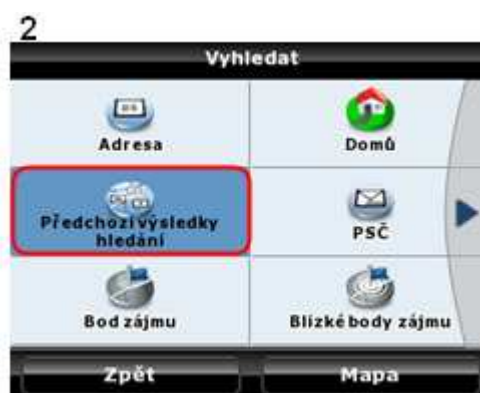 2
Vyhledat
Adresa
Domů
Předchozí výsledky
hledání
PSČ
Bod zájmu
Blízké body zájmu
Zpět
Mapa